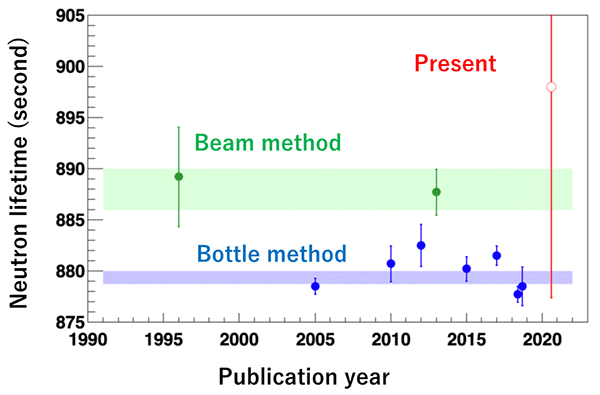 Neutron lifetime (second)
905
900
895
890
885
880
875
Present
Beam method
Bottle method
1990 1995 2000 2005 2010 2015 2020
Publication year